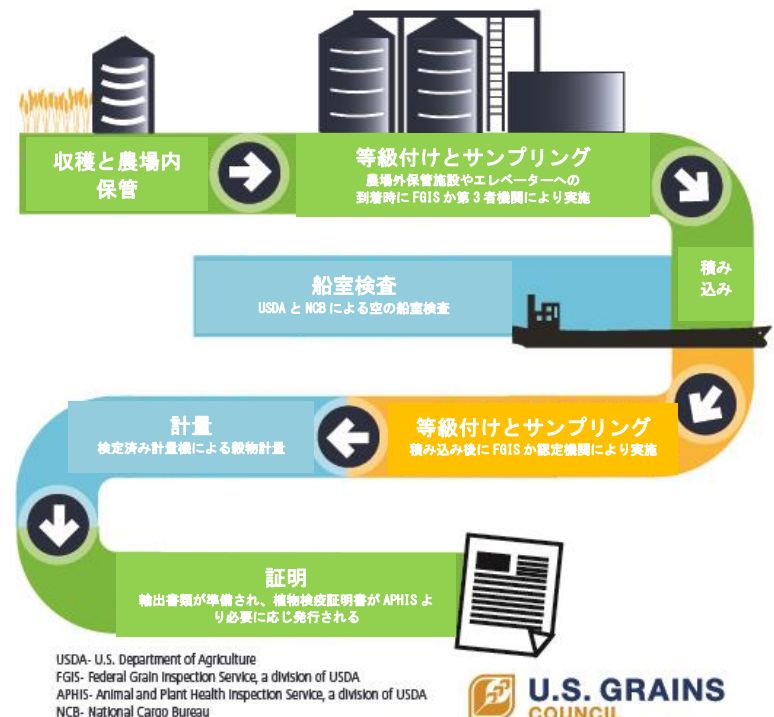 収穫と農場内
保管
等級付けとサンプリング
農場外保管施設やエレベーターへの
到着時に FGIS か第 3 者機関により実施
積み
込み
船室検査
USDA と NCB による空の船室検査
等級付けとサンプリング
積み込み後に FGIS か認定機関により実施
計量
検定済み計量機による穀物計量
証明
輸出書類が準備され、植物検疫証明書が APHIS よ
り必要に応じ発行される
USDA- U.S. Department of Agriculture
FGIS- Federal Grain Inspection Service, a division of USDA
APHIS- Animal and Plant Health Inspection Service, a division of USDA
NCB- National Cargo Bureau
U.S. GRAINS
COUNCIL